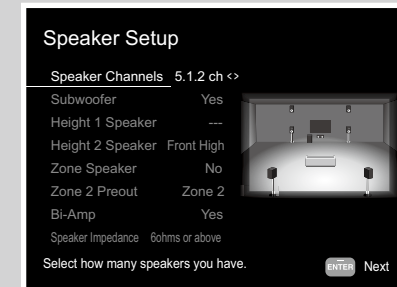 Speaker Setup
Speaker Channels 5.1.2 ch <>
Subwoofer Yes
Height 1 Speaker ---
Height 2 Speaker Front High
Zone Speaker No
Zone 2 Preout Zone 2
Bi-Amp Yes
Speaker Impedance 6ohms or above
Select how many speakers you have.
ENTER Next